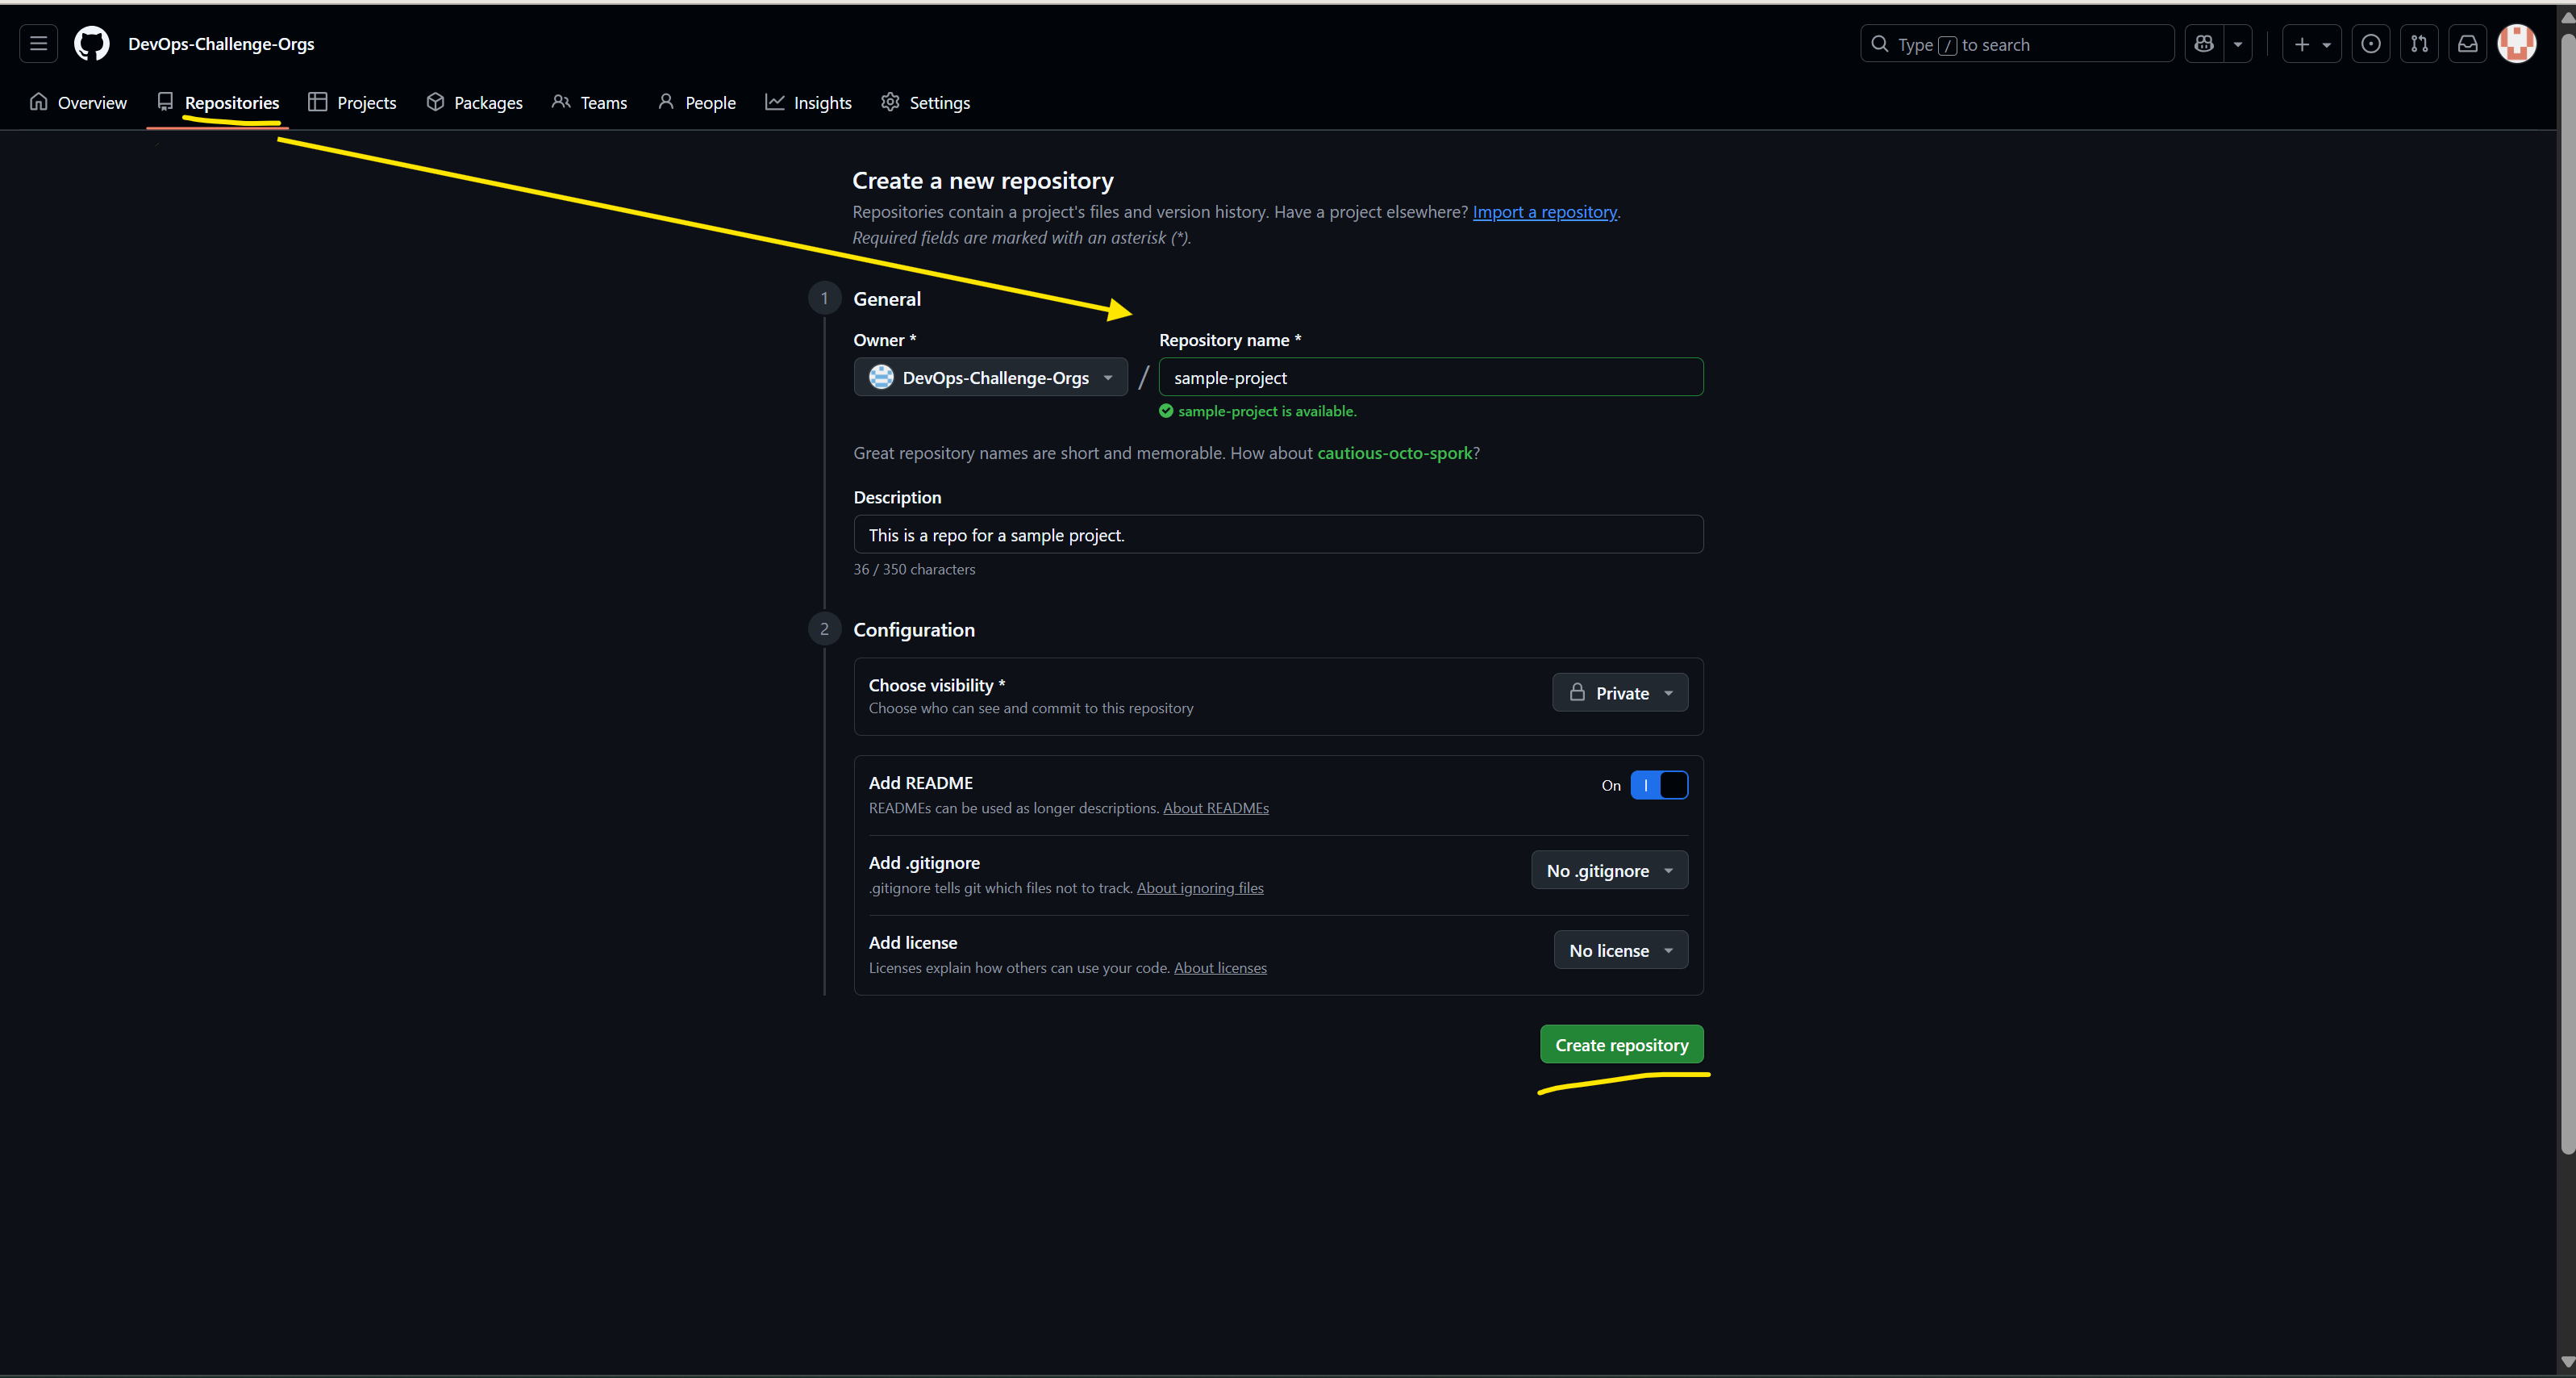 DevOps-Challenge-Orgs
Type / to search
Overview Repositories Projects Packages Teams People Insights Settings
Create a new repository
Repositories contain a project's files and version history. Have a project elsewhere? Import a repository.
Required fields are marked with an asterisk (*).
1 General
Owner * Repository name *
DevOps-Challenge-Orgs / sample-project
sample-project is available.
Great repository names are short and memorable. How about cautious-octo-spork?
Description
This is a repo for a sample project.
36 / 350 characters
2 Configuration
Choose visibility *
Private
Choose who can see and commit to this repository
Add README
On
READMEs can be used as longer descriptions. About READMEs
Add .gitignore
No .gitignore
.gitignore tells git which files not to track. About ignoring files
Add license
No license
Licenses explain how others can use your code. About licenses
Create repository